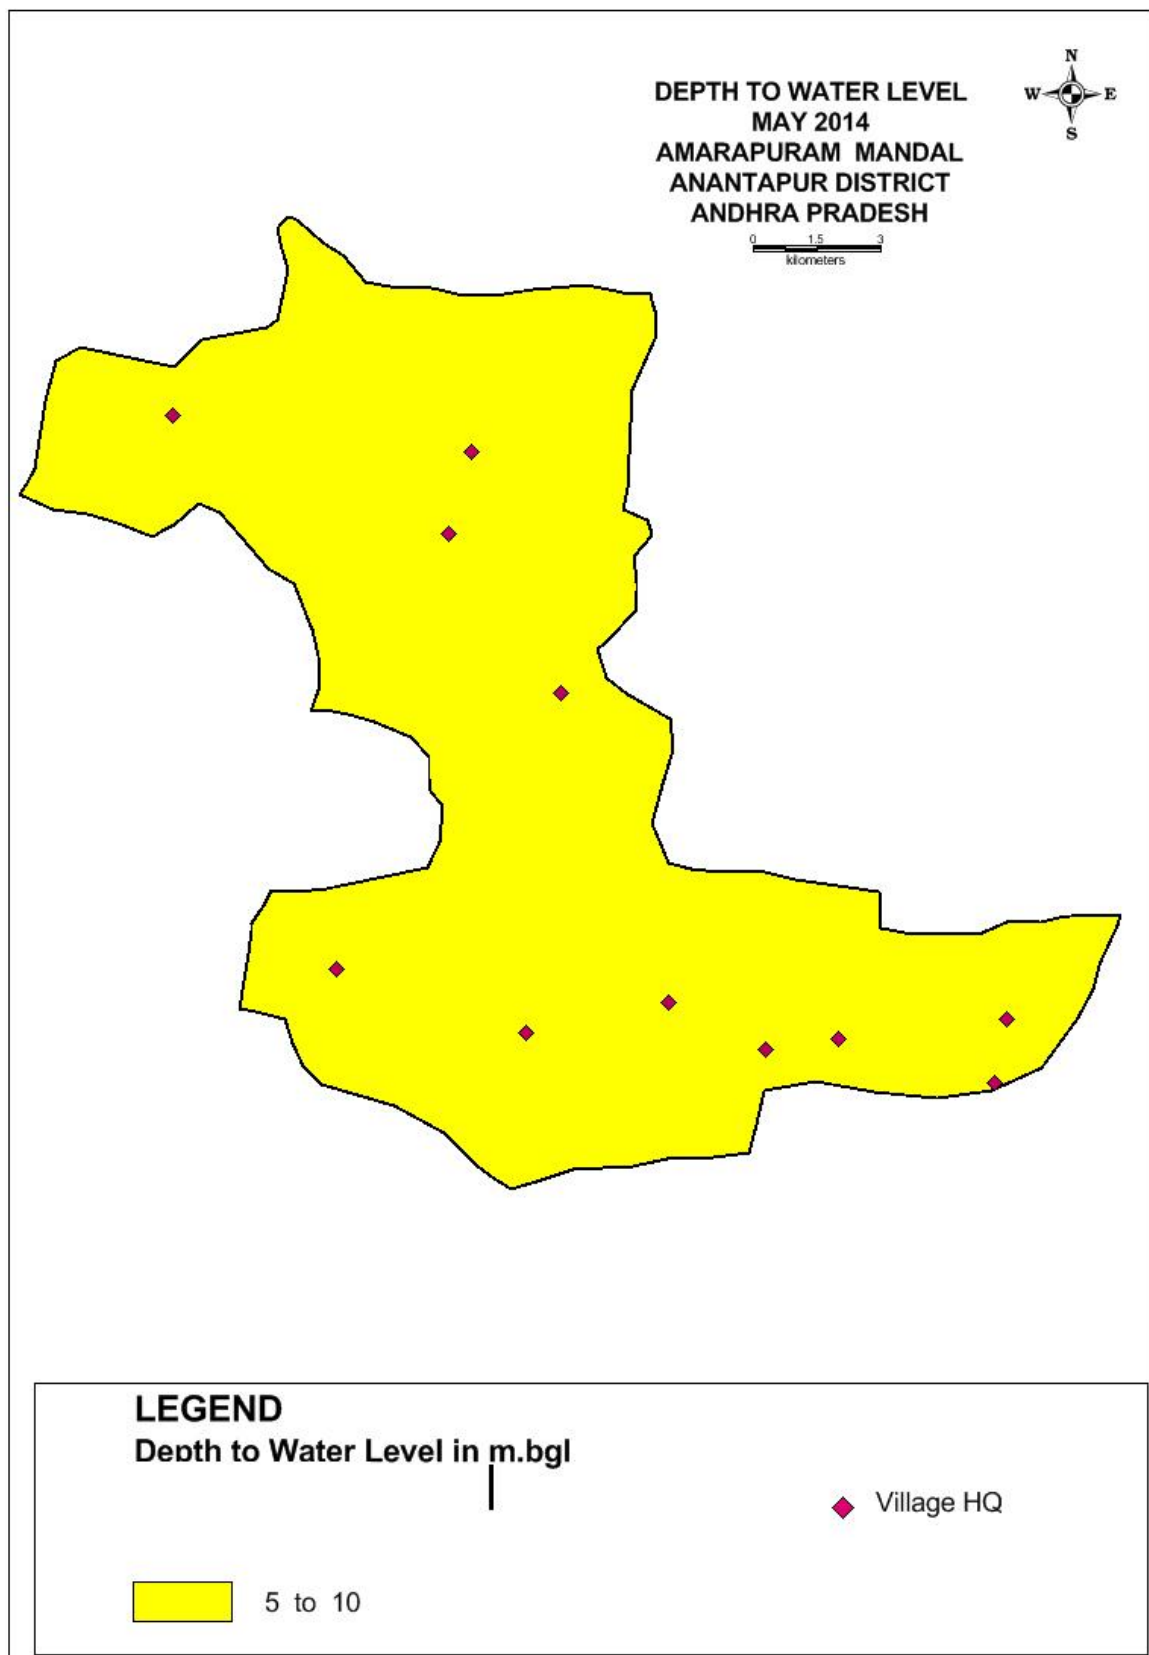 DEPTH TO WATER LEVEL
MAY 2014
AMARAPURAM MANDAL
ANANTAPUR DISTRICT
ANDHRA PRADESH
N
W E
S
0 1.5 3
kilometers
LEGEND
Depth to Water Level in m.bgl
Village HQ
5 to 10